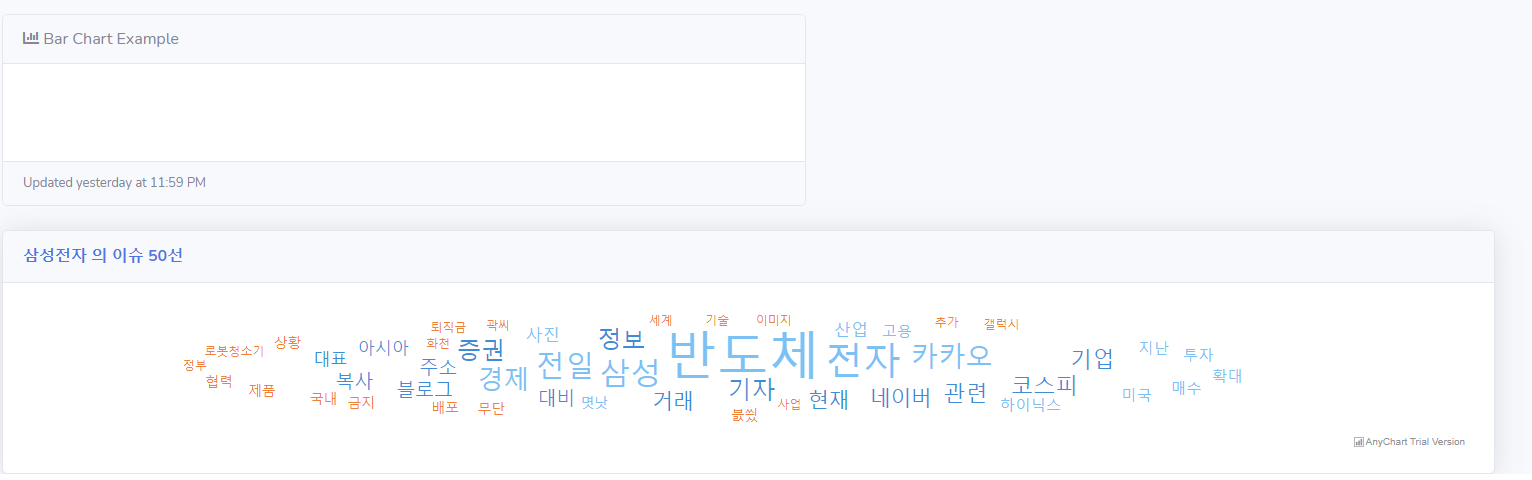 Bar Chart Example
Updated yesterday at 11:59 PM
삼성전자 의 이슈 50선
세계 기술 이미지 추가 갤럭시
퇴직금 곽씨 사진 정보 산업 고용
상황 아시아 화천 증권 반도체 전자 카카오 지난 투자
로봇청소기 대표 기업
정부 주소 전일 삼성 확대
협력 제품 복사 경제 기자 코스피 매수
블로그 관련 미국
국내 금지 대비 거래 현재 네이버 하이닉스
배포 무단 사업
AnyChart Trial Version